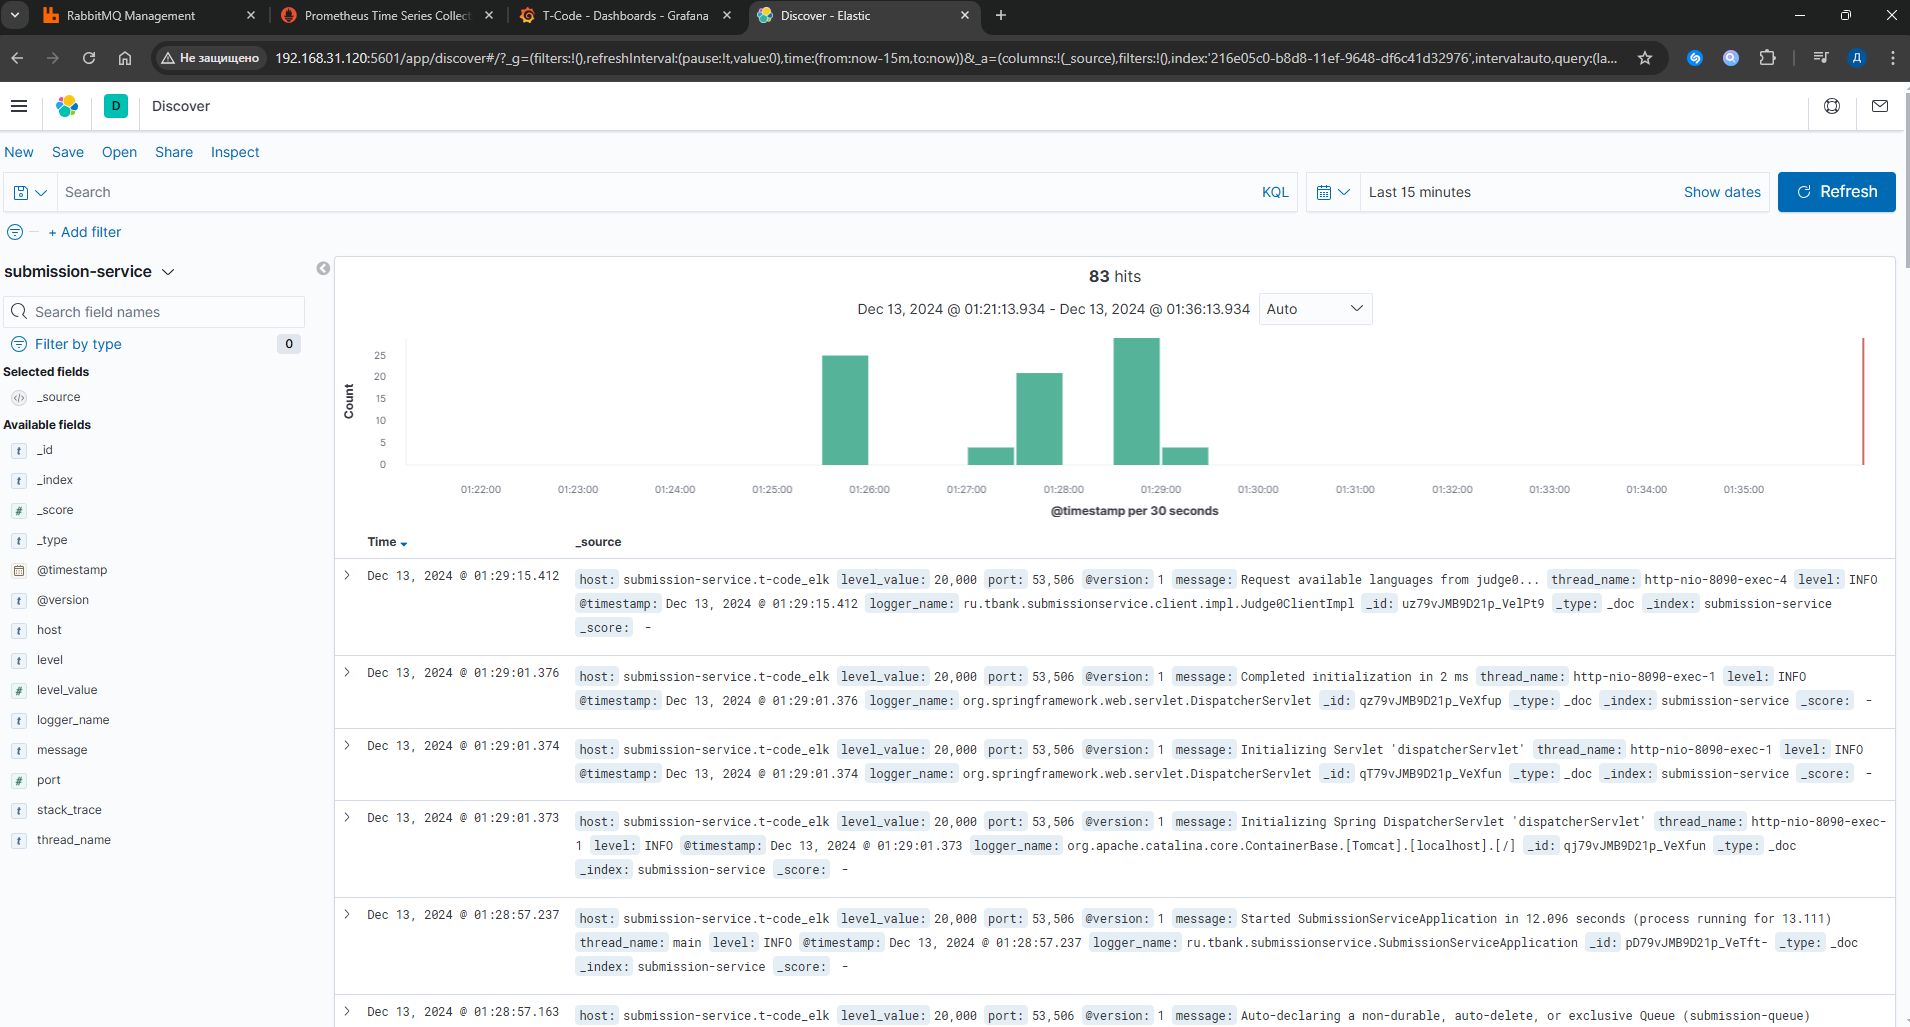 RabbitMQ Management
Prometheus Time Series Collect
T-Code - Dashboards - Grafana
Discover - Elastic
Не защищено
192.168.31.120:5601/app/discover#/?_g=(filters:!(),refreshInterval:(pause:!t,value:0),time:(from:now-15m,to:now))&_a=(columns:!(_source),filters:!(),index:'216e05c0-b8d8-11ef-9648-df6c41d32976',interval:auto,query:(la...
Д
D
Discover
New Save Open Share Inspect
Search
KQL
Last 15 minutes
Show dates
Refresh
+ Add filter
submission-service
Search field names
Filter by type
0
Selected fields
_source
Available fields
t _id
t _index
# _score
t _type
@timestamp
t @version
t host
t level
# level_value
t logger_name
t message
# port
t stack_trace
t thread_name
83 hits
Dec 13, 2024 @ 01:21:13.934 - Dec 13, 2024 @ 01:36:13.934
Auto
Count
25
20
15
10
5
0
01:22:00 01:23:00 01:24:00 01:25:00 01:26:00 01:27:00 01:28:00 01:29:00 01:30:00 01:31:00 01:32:00 01:33:00 01:34:00 01:35:00
@timestamp per 30 seconds
Time _source
Dec 13, 2024 @ 01:29:15.412 host: submission-service.t-code_elk level_value: 20,000 port: 53,506 @version: 1 message: Request available languages from judge0... thread_name: http-nio-8090-exec-4 level: INFO
@timestamp: Dec 13, 2024 @ 01:29:15.412 logger_name: ru.tbank.submissionservice.client.impl.Judge0ClientImpl _id: uz79vJMB9D21p_VelPt9 _type: _doc _index: submission-service
_score: -
Dec 13, 2024 @ 01:29:01.376 host: submission-service.t-code_elk level_value: 20,000 port: 53,506 @version: 1 message: Completed initialization in 2 ms thread_name: http-nio-8090-exec-1 level: INFO
@timestamp: Dec 13, 2024 @ 01:29:01.376 logger_name: org.springframework.web.servlet.DispatcherServlet _id: qz79vJMB9D21p_VeXfup _type: _doc _index: submission-service _score: -
Dec 13, 2024 @ 01:29:01.374 host: submission-service.t-code_elk level_value: 20,000 port: 53,506 @version: 1 message: Initializing Servlet 'dispatcherServlet' thread_name: http-nio-8090-exec-1 level: INFO
@timestamp: Dec 13, 2024 @ 01:29:01.374 logger_name: org.springframework.web.servlet.DispatcherServlet _id: qT79vJMB9D21p_VeXfun _type: _doc _index: submission-service _score: -
Dec 13, 2024 @ 01:29:01.373 host: submission-service.t-code_elk level_value: 20,000 port: 53,506 @version: 1 message: Initializing Spring DispatcherServlet 'dispatcherServlet' thread_name: http-nio-8090-exec-
1 level: INFO @timestamp: Dec 13, 2024 @ 01:29:01.373 logger_name: org.apache.catalina.core.ContainerBase.[Tomcat].[localhost].[/] _id: qj79vJMB9D21p_VeXfun _type: _doc
_index: submission-service _score: -
Dec 13, 2024 @ 01:28:57.237 host: submission-service.t-code_elk level_value: 20,000 port: 53,506 @version: 1 message: Started SubmissionServiceApplication in 12.096 seconds (process running for 13.111)
thread_name: main level: INFO @timestamp: Dec 13, 2024 @ 01:28:57.237 logger_name: ru.tbank.submissionservice.SubmissionServiceApplication _id: pD79vJMB9D21p_VeTft- _type: _doc
_index: submission-service _score: -
Dec 13, 2024 @ 01:28:57.163 host: submission-service.t-code_elk level_value: 20,000 port: 53,506 @version: 1 message: Auto-declaring a non-durable, auto-delete, or exclusive Queue (submission-queue)